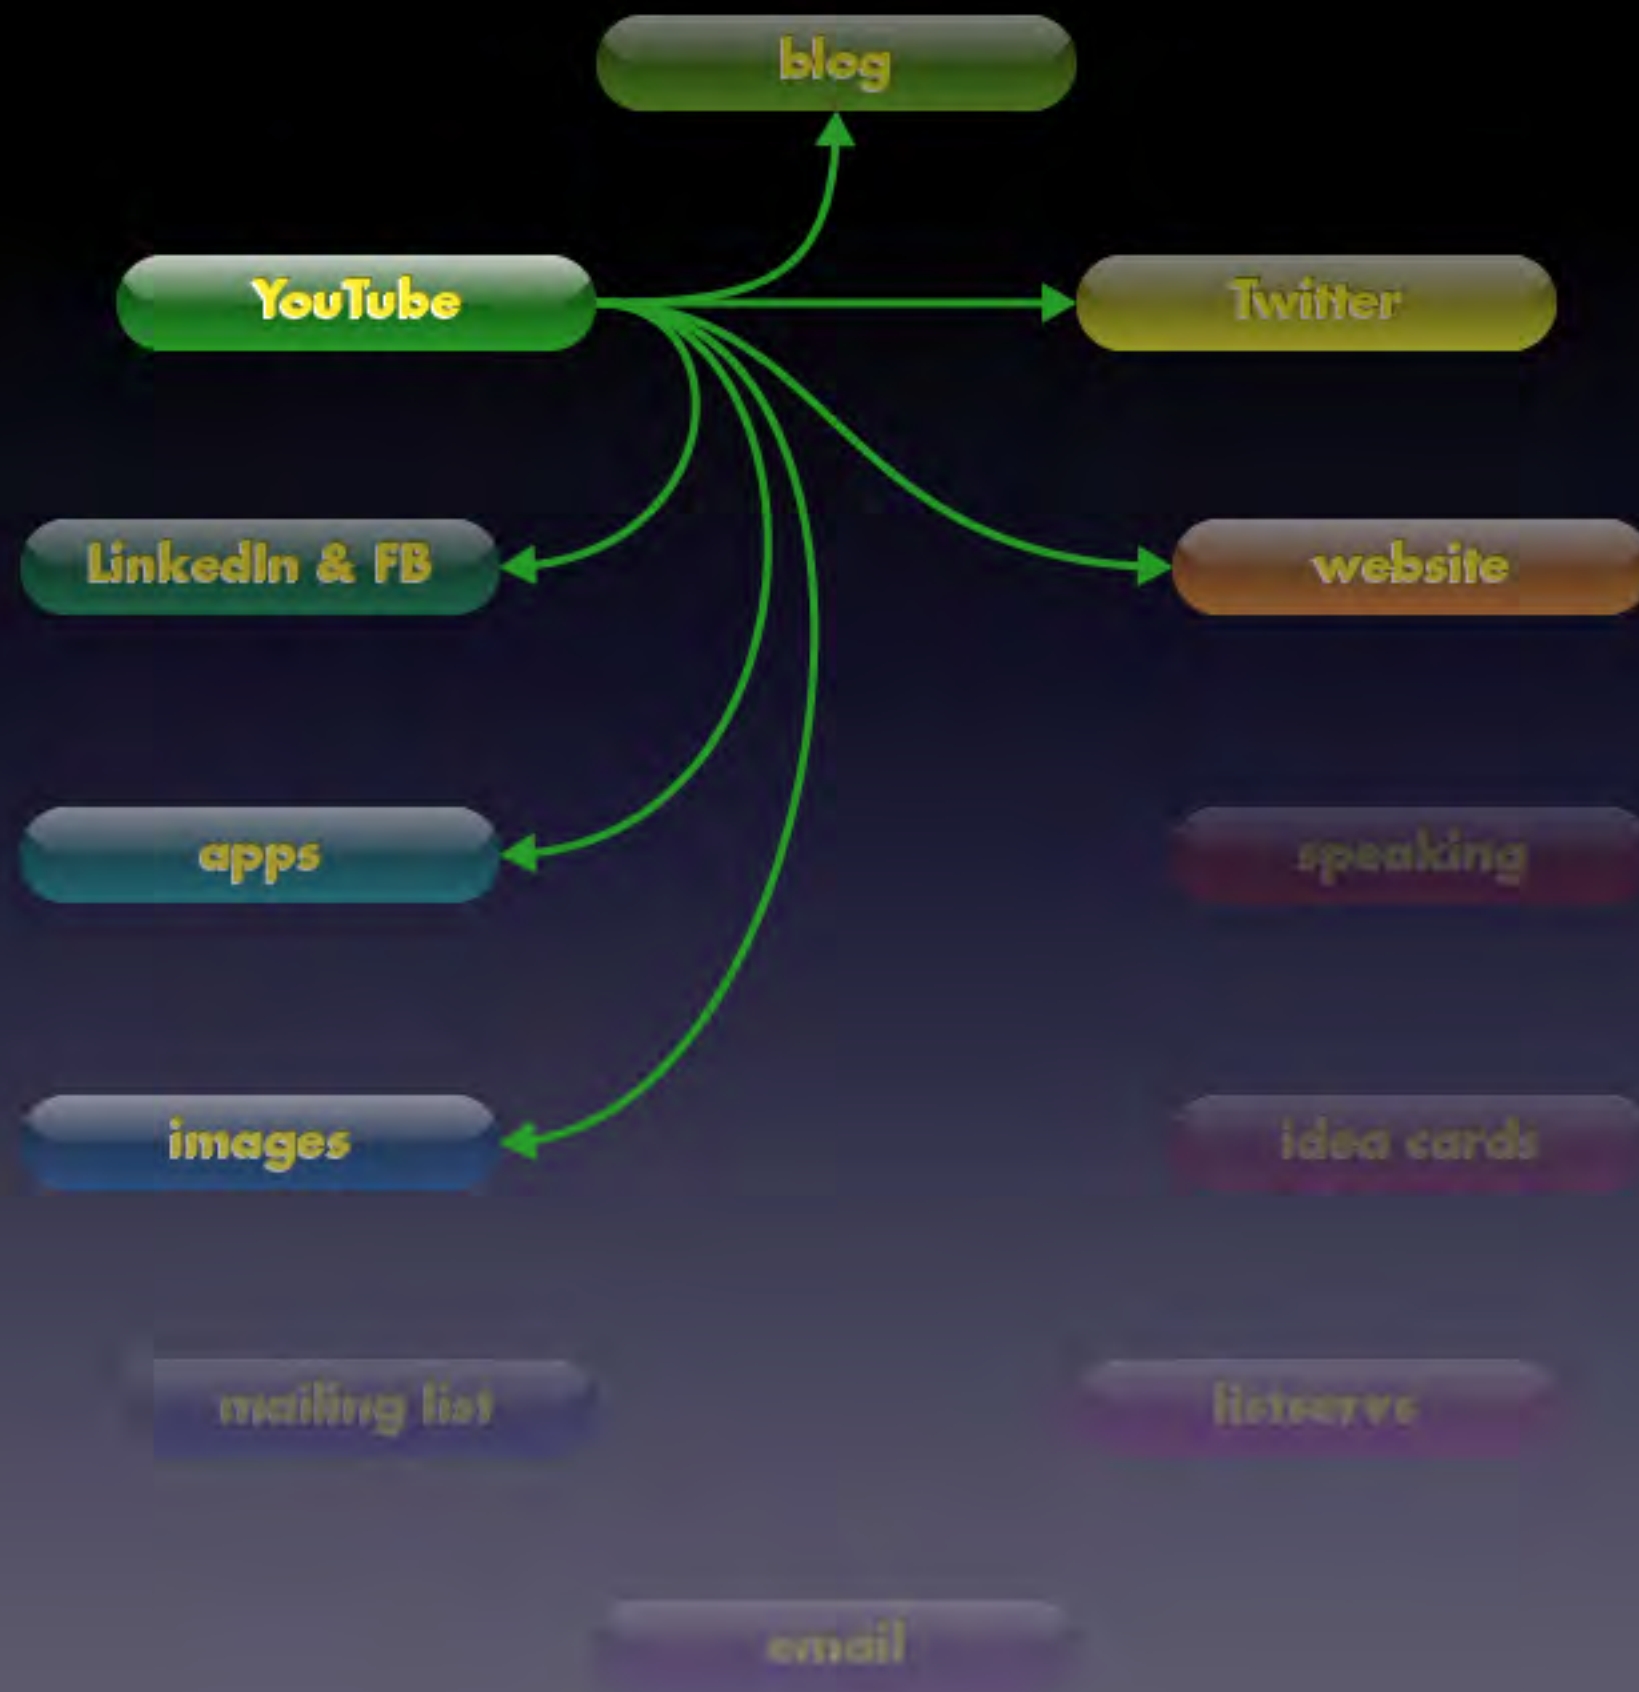 blog
YouTube
Twitter
LinkedIn & FB
website
apps
speaking
images
idea cards
mailing list
listserve
email